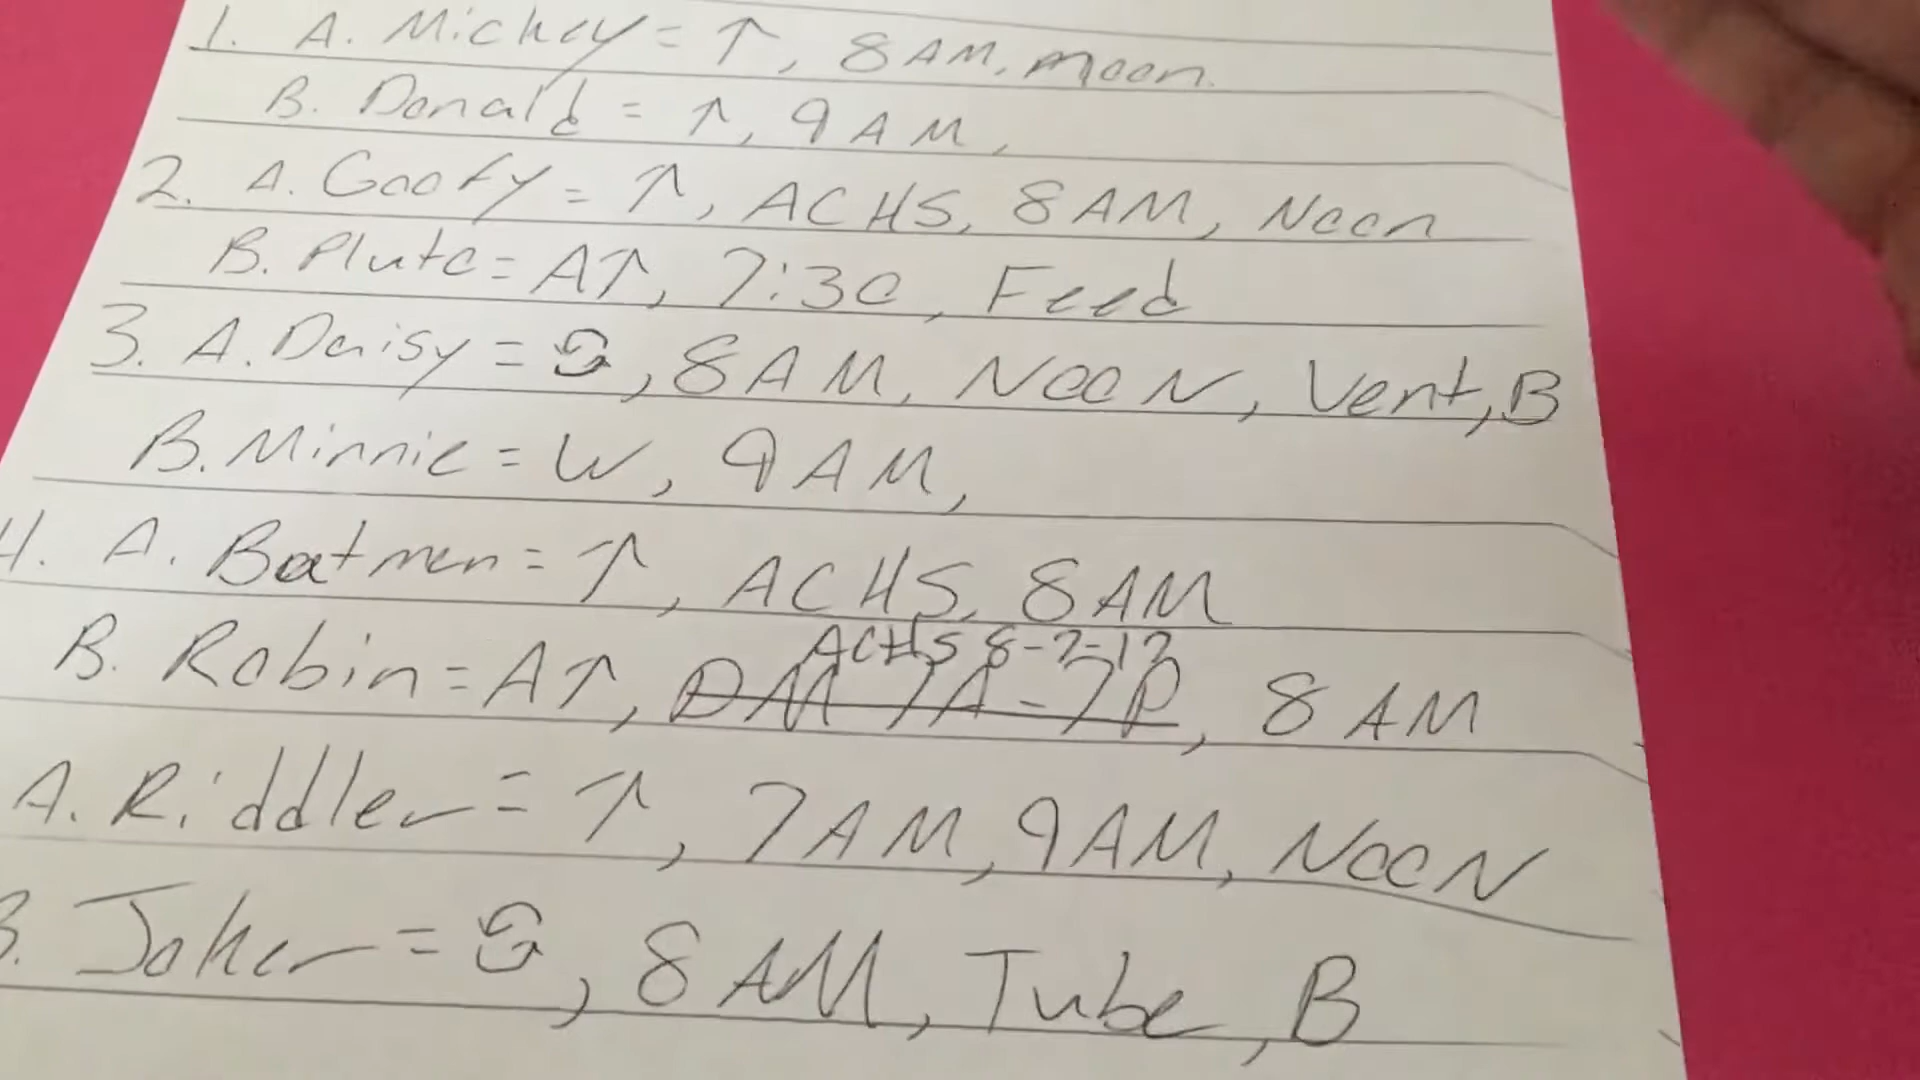 1. A. Mickey = ↑, 8 AM, moon.
B. Donald = ↑, 9 AM,
2. A. Goofy = ↑, ACHS, 8 AM, Noon
B. Pluto = A↑, 7:30, Feed
3. A. Daisy = 🗘, 8 AM, NOON, Vent, B
B. Minnie = W, 9 AM,
4. A. Batman = ↑, ACHS, 8 AM
ACHS 8-2-12
B. Robin = A↑, DM 7A-7P, 8 AM
A. Riddler = ↑, 7 AM, 9 AM, NOON
B. Joker = 🗘, 8 AM, Tube, B